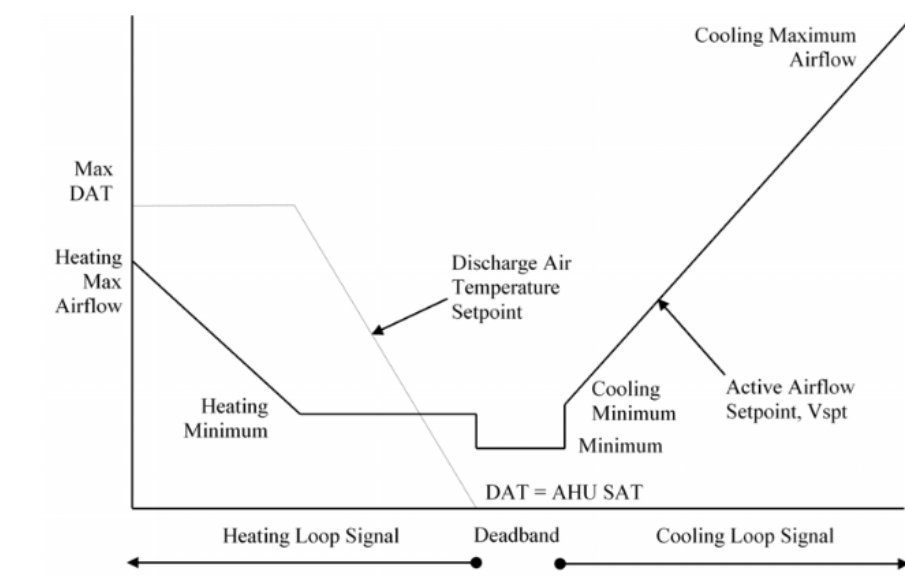 Cooling Maximum
Airflow
Max
DAT
Heating
Max
Airflow
Discharge Air
Temperature
Setpoint
Heating
Minimum
Cooling
Minimum
Active Airflow
Setpoint, Vspt
Minimum
DAT = AHU SAT
Heating Loop Signal
Deadband
Cooling Loop Signal